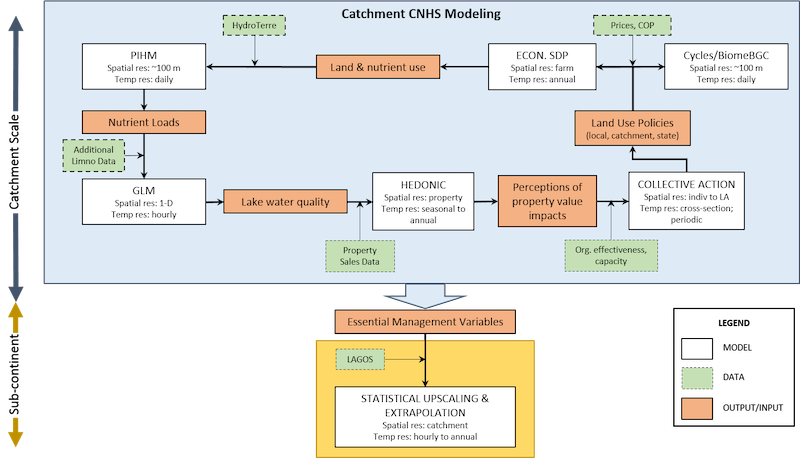 Catchment CNHS Modeling
HydroTerre
Prices, COP
PIHM
Spatial res: ~100 m
Temp res: daily
Land & nutrient use
ECON. SDP
Spatial res: farm
Temp res: annual
Cycles/BiomeBGC
Spatial res: ~100 m
Temp res: daily
Nutrient Loads
Land Use Policies
(local, catchment, state)
Additional
Limno Data
GLM
Spatial res: 1-D
Temp res: hourly
Lake water quality
HEDONIC
Spatial res: property
Temp res: seasonal to
annual
Perceptions of
property value
impacts
COLLECTIVE ACTION
Spatial res: indiv to LA
Temp res: cross-section;
periodic
Property
Sales Data
Org. effectiveness,
capacity
Catchment Scale
Essential Management Variables
Sub-continent
LAGOS
STATISTICAL UPSCALING &
EXTRAPOLATION
Spatial res: catchment
Temp res: hourly to annual
LEGEND
MODEL
DATA
OUTPUT/INPUT